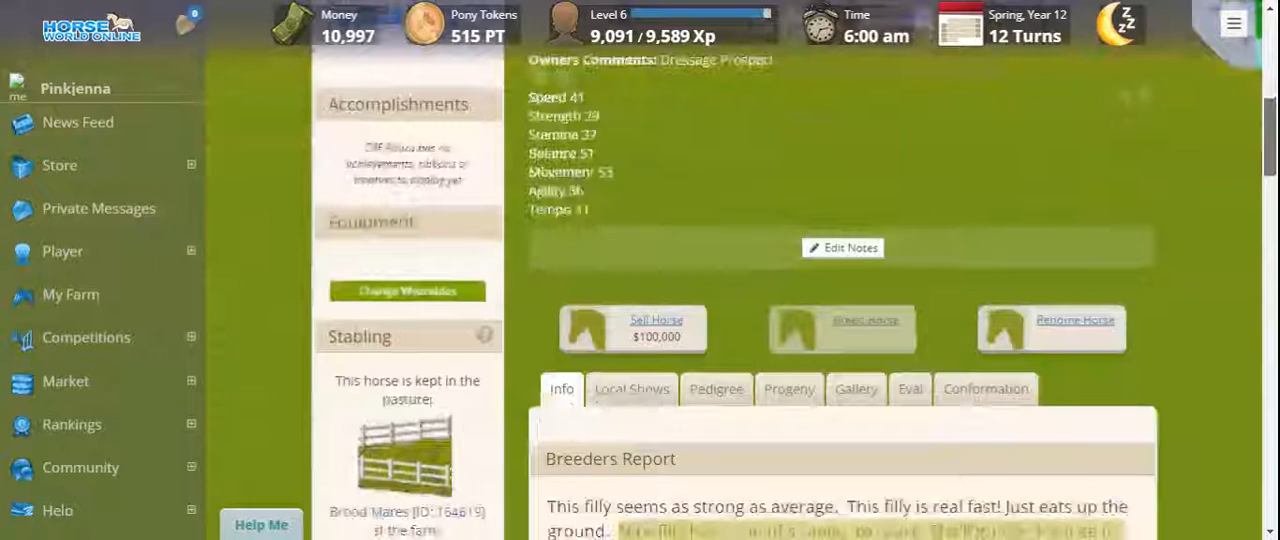 HORSE
WORLD ONLINE
0
Money
10,997
Pony Tokens
515 PT
Level 6
9,091 / 9,589 Xp
Time
6:00 am
Spring, Year 12
12 Turns
Z
Z
Z
me
Pinkjenna
News Feed
Store
Private Messages
Player
My Farm
Competitions
Market
Rankings
Community
Help
Help Me
Accomplishments
Equipment
Stabling
This horse is kept in the
pasture:
Brood Mares [ID: 164619]
the farm
Owners Comments: Dressage Prospect
Speed 41
Strength 29
Stamina 37
Balance 51
Movement 53
Agility 36
Tempo 11
Edit Notes
Sell Horse
$100,000
Rename Horse
Info
Local Shows
Pedigree
Progeny
Gallery
Eval
Conformation
Breeders Report
This filly seems as strong as average. This filly is real fast! Just eats up the
ground.